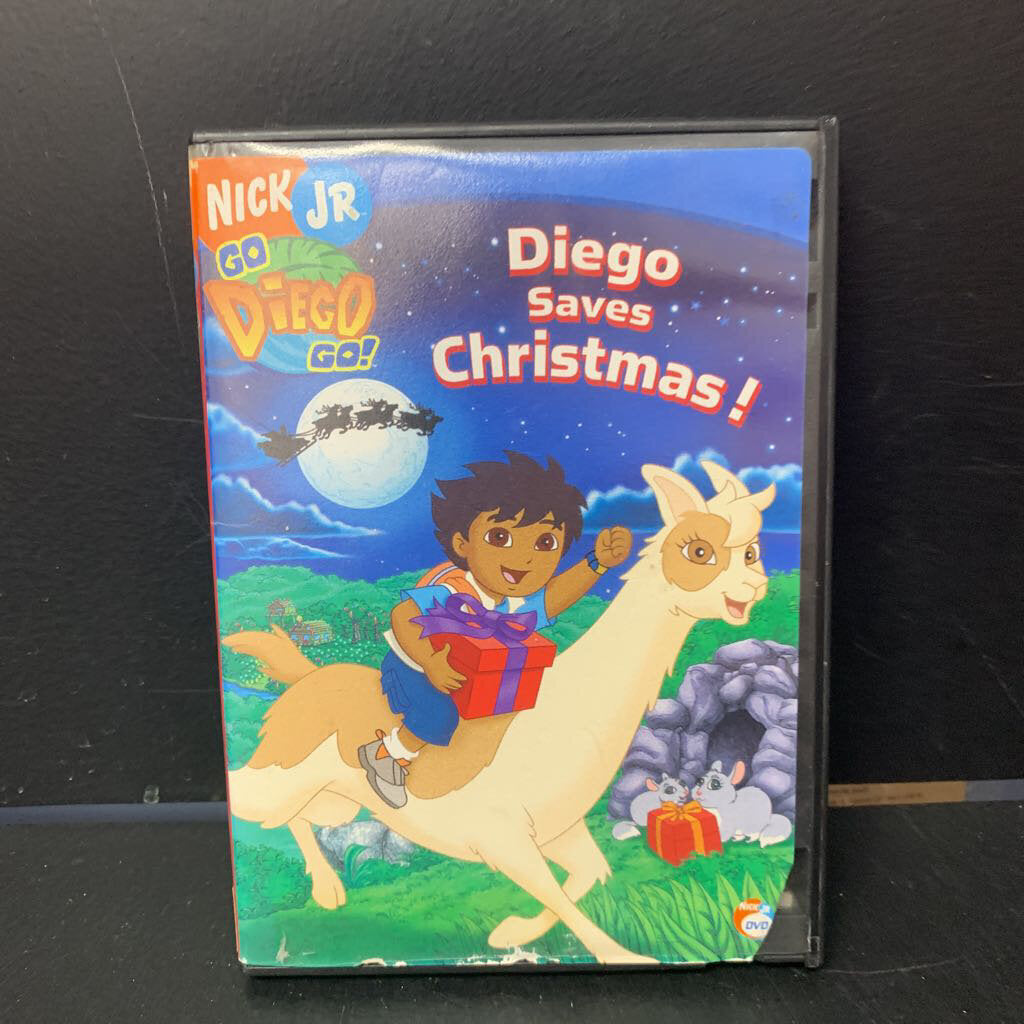 NICK JR
GO
DIEGO
GO!
Diego
Saves
Christmas!
NICK JR
DVD